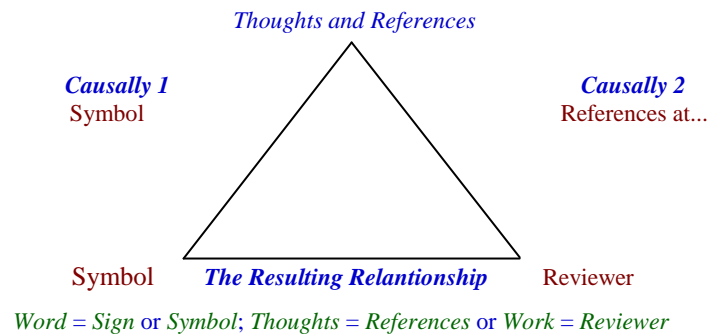 Thoughts and References
Causally 1 Causally 2
Symbol References at...
Symbol The Resulting Relantionship Reviewer
Word = Sign or Symbol; Thoughts = References or Work = Reviewer